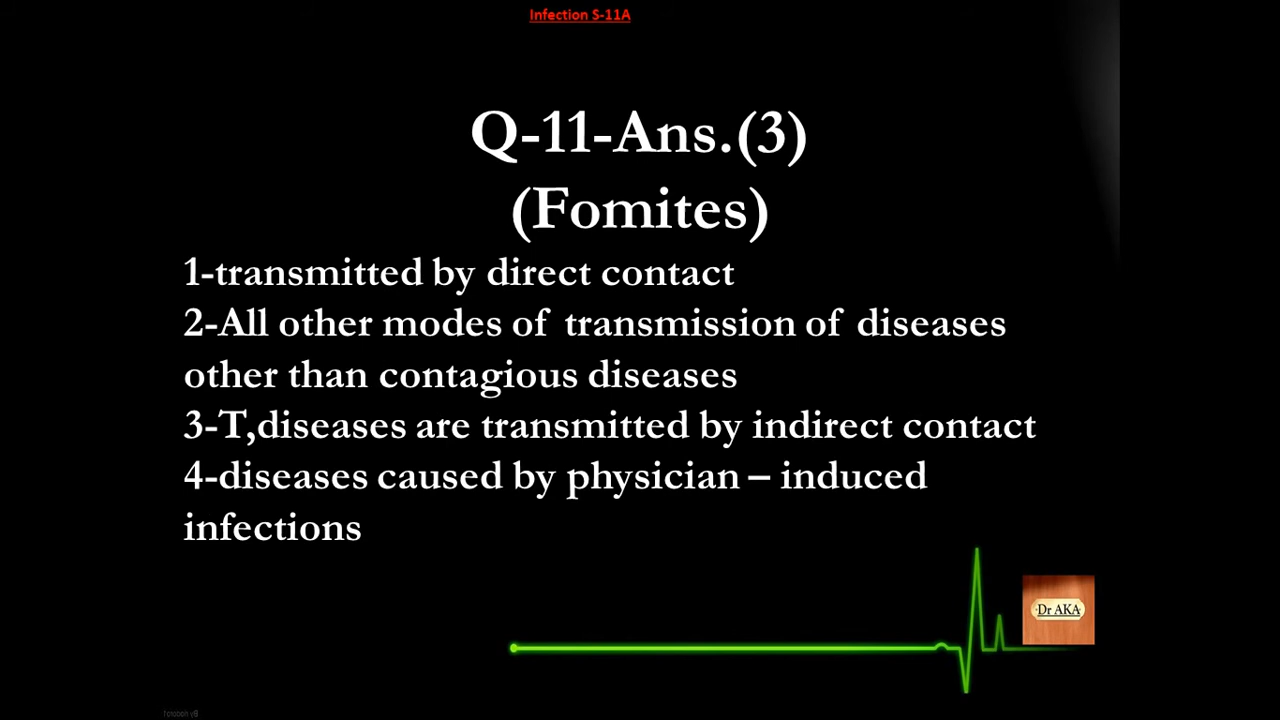 Infection S-11A
Q-11-Ans.(3)
(Fomites)
1-transmitted by direct contact
2-All other modes of transmission of diseases
other than contagious diseases
3-T,diseases are transmitted by indirect contact
4-diseases caused by physician – induced
infections
Dr AKA